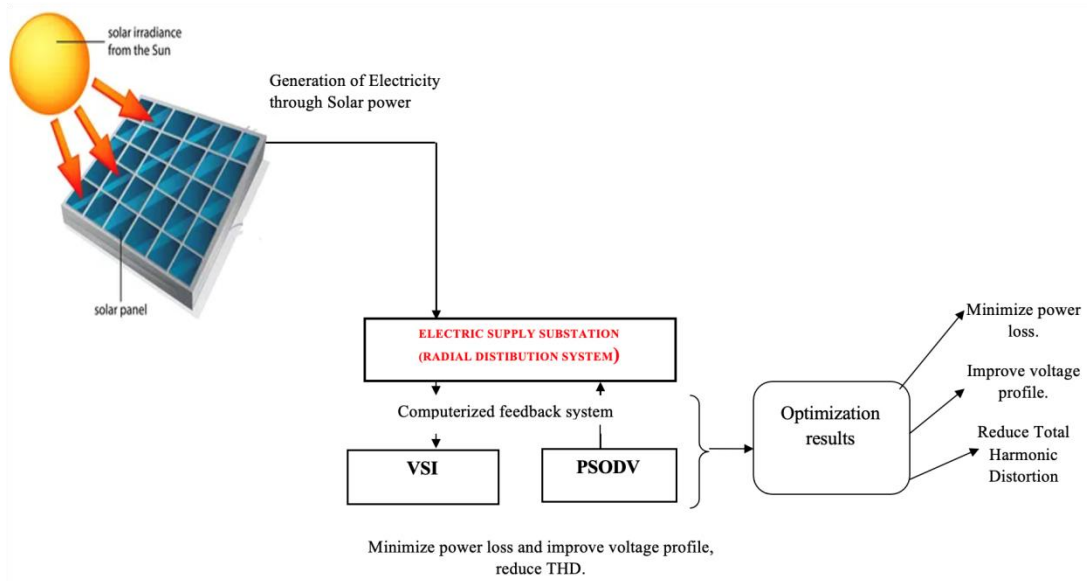 solar irradiance
from the Sun
Generation of Electricity
through Solar power
solar panel
ELECTRIC SUPPLY SUBSTATION
(RADIAL DISTIBUTION SYSTEM)
Computerized feedback system
VSI
PSODV
Optimization
results
Minimize power
loss.
Improve voltage
profile.
Reduce Total
Harmonic
Distortion
Minimize power loss and improve voltage profile,
reduce THD.